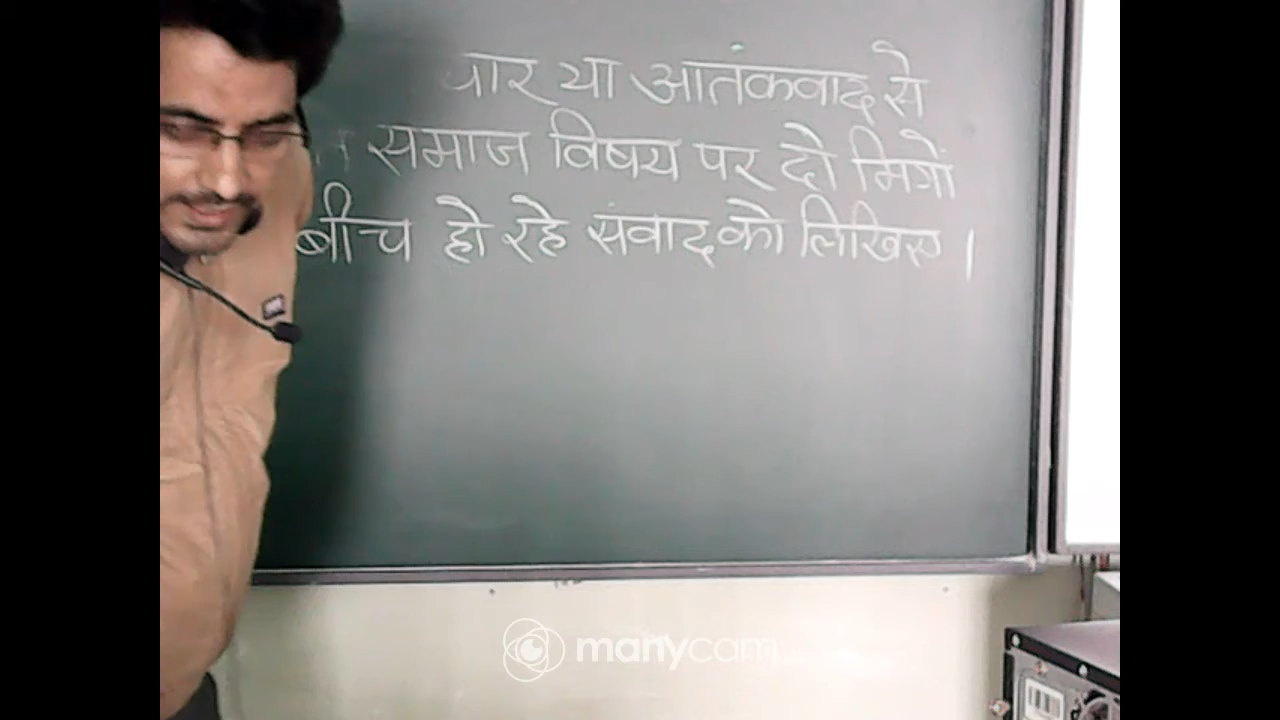 या आतंकवाद से
समाज विषय पर दो मित्रों
बीच हो रहे संवाद को लिखिए ।
manycam